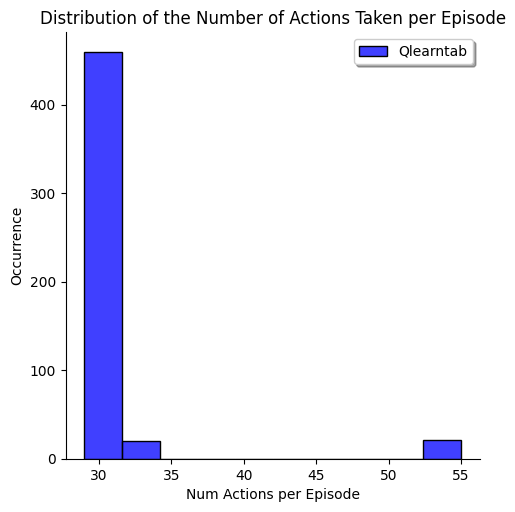 Distribution of the Number of Actions Taken per Episode
Qlearntab
400
300
200
100
0
Occurrence
30 35 40 45 50 55
Num Actions per Episode